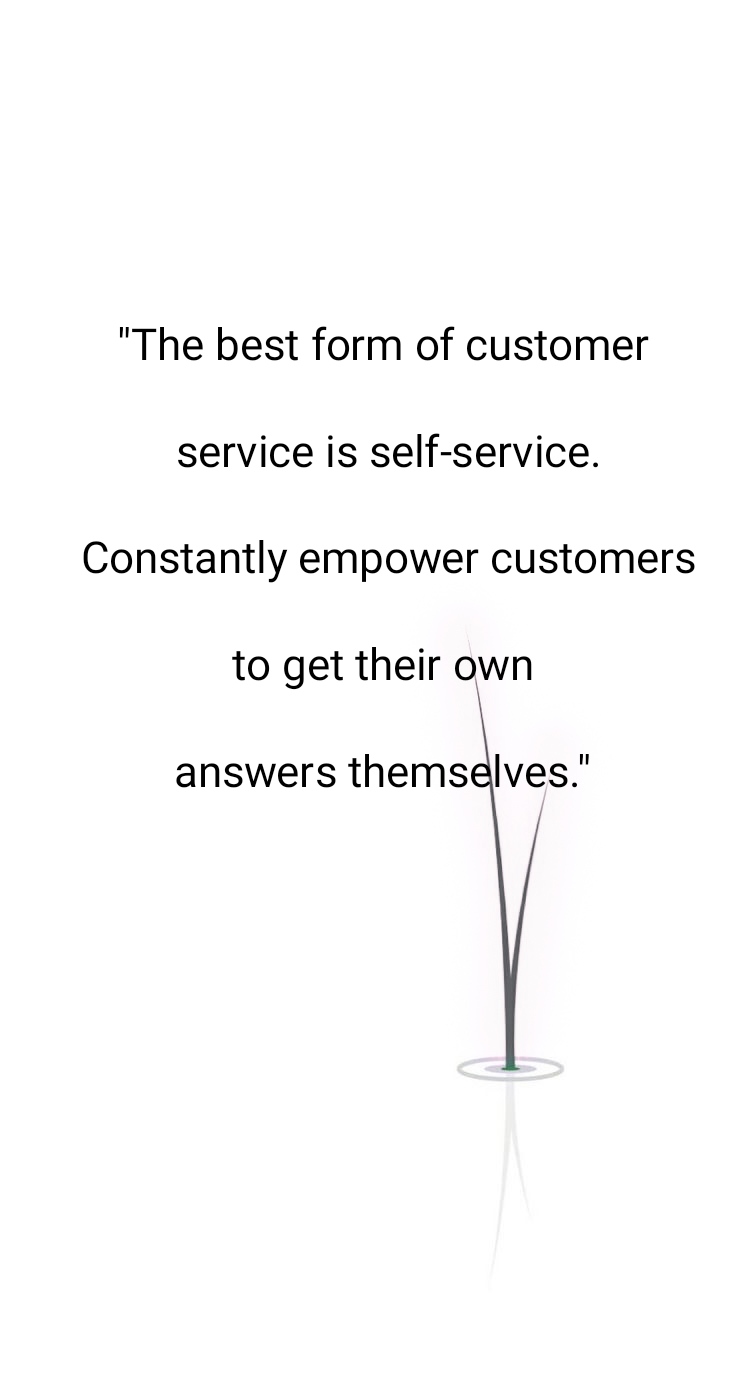 "The best form of customer
service is self-service.
Constantly empower customers
to get their own
answers themselves."